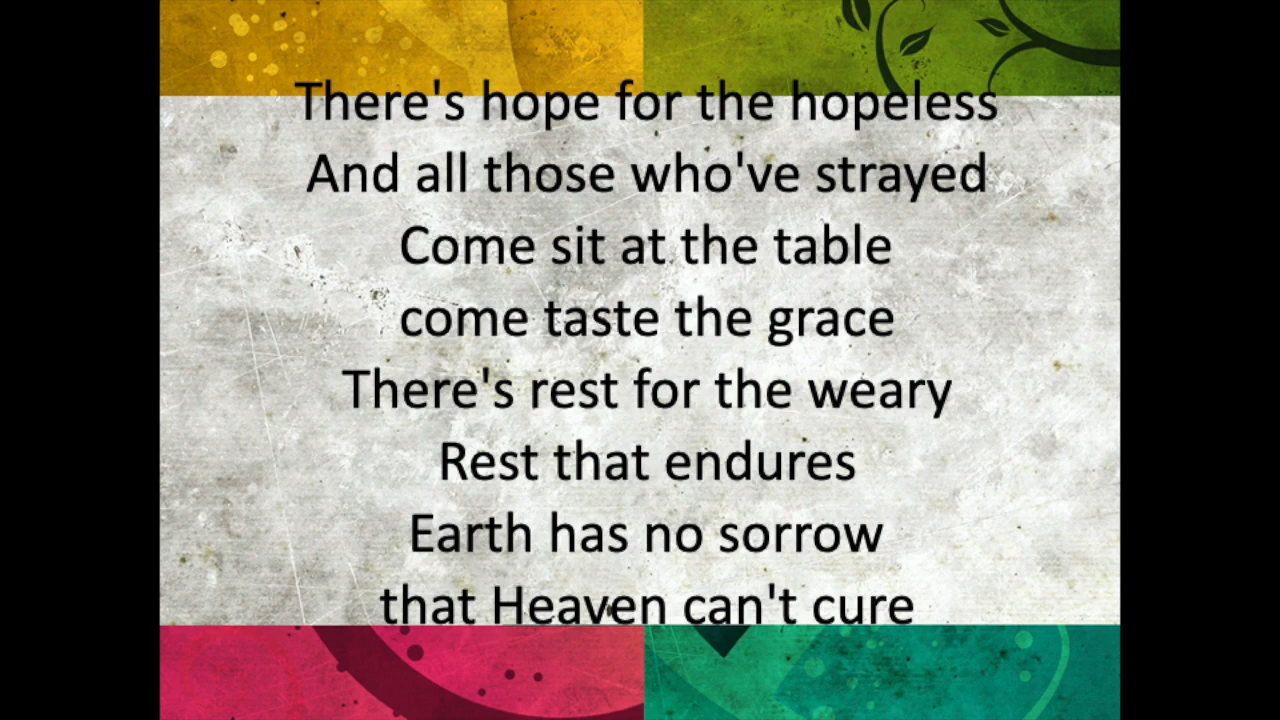 There's hope for the hopeless
And all those who've strayed
Come sit at the table
come taste the grace
There's rest for the weary
Rest that endures
Earth has no sorrow
that Heaven can't cure